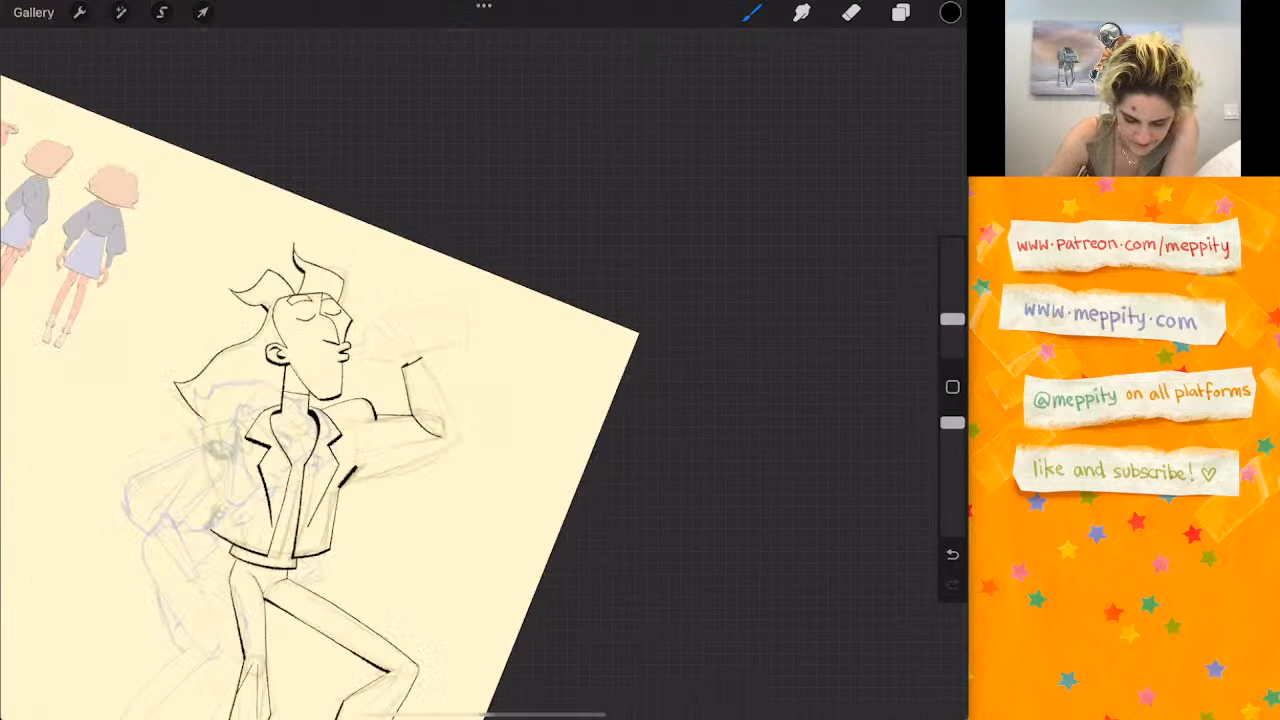 Gallery
www.patreon.com/meppity
www.meppity.com
@meppity on all platforms
like and subscribe! ♡